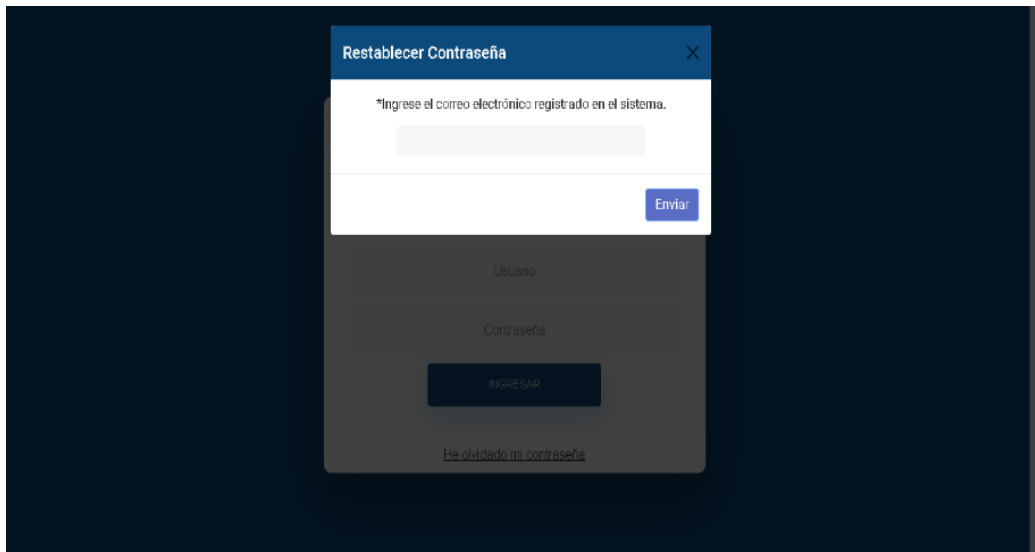 Restablecer Contraseña
*Ingrese el correo electrónico registrado en el sistema.
Enviar
Usuario
Contraseña
INGRESAR
He olvidado mi contraseña